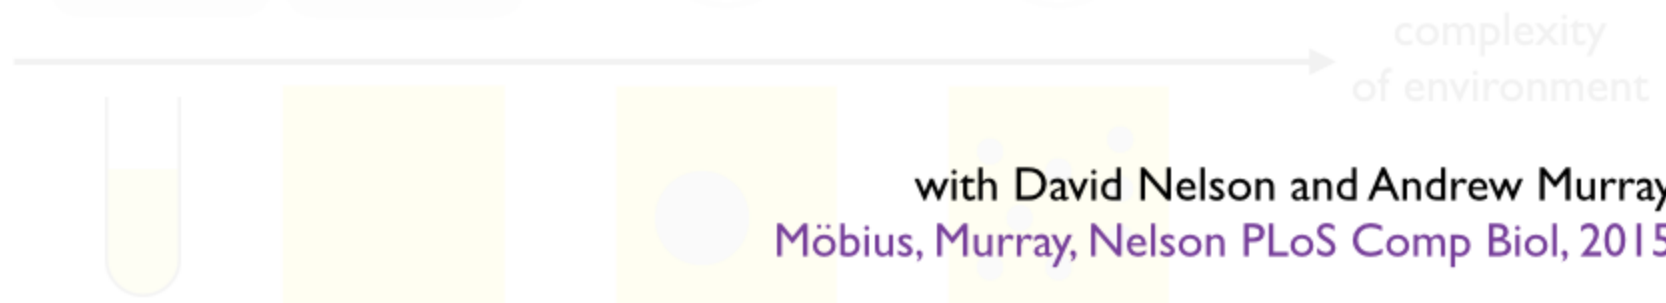 complexity
of environment
with David Nelson and Andrew Murray
Möbius, Murray, Nelson PLoS Comp Biol, 2015